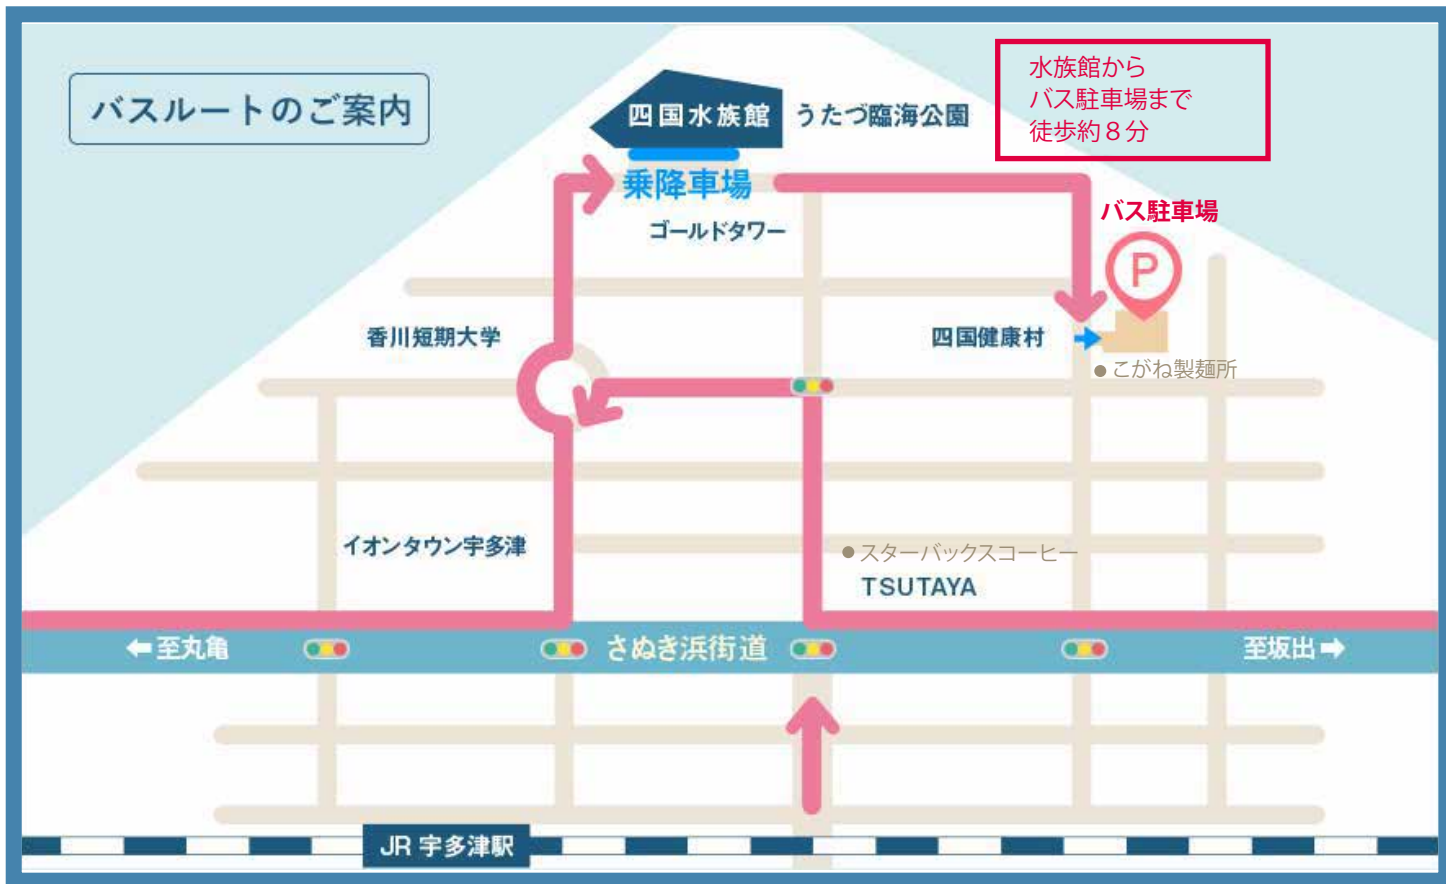 バスルートのご案内
四国水族館
うたづ臨海公園
水族館から
バス駐車場まで
徒歩約８分
乗降車場
ゴールドタワー
バス駐車場
P
香川短期大学
四国健康村
こがね製麺所
イオンタウン宇多津
スターバックスコーヒー
TSUTAYA
←至丸亀
さぬき浜街道
至坂出→
JR 宇多津駅